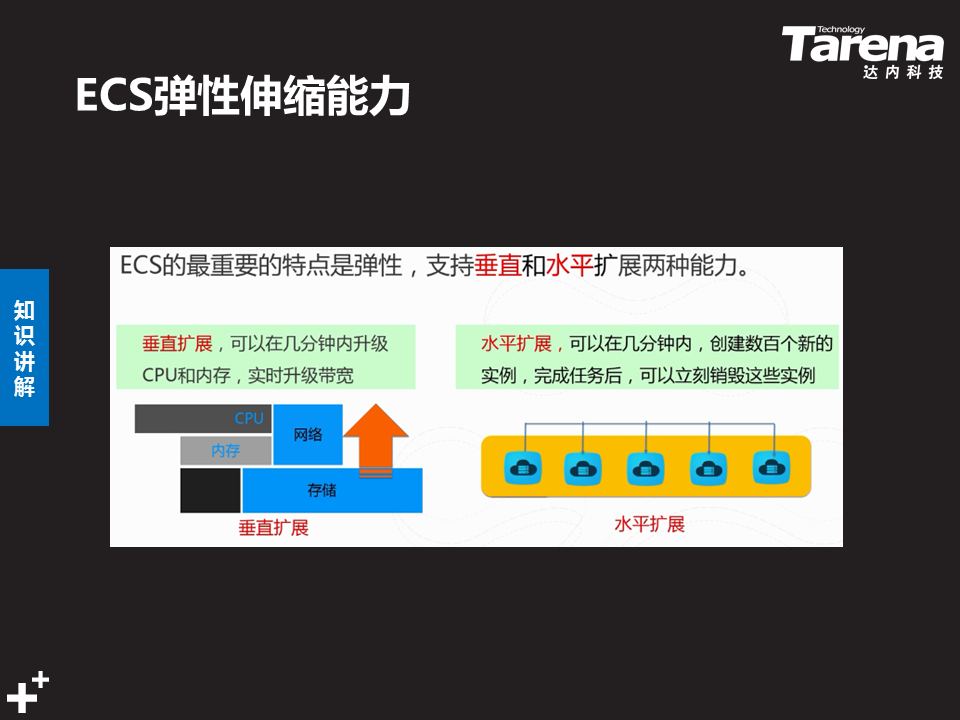 Technology
Tarena
达内科技
ECS弹性伸缩能力
知识讲解
ECS的最重要的特点是弹性，支持垂直和水平扩展两种能力。
垂直扩展，可以在几分钟内升级
CPU和内存，实时升级带宽
CPU
网络
内存
存储
垂直扩展
水平扩展，可以在几分钟内，创建数百个新的
实例，完成任务后，可以立刻销毁这些实例
水平扩展